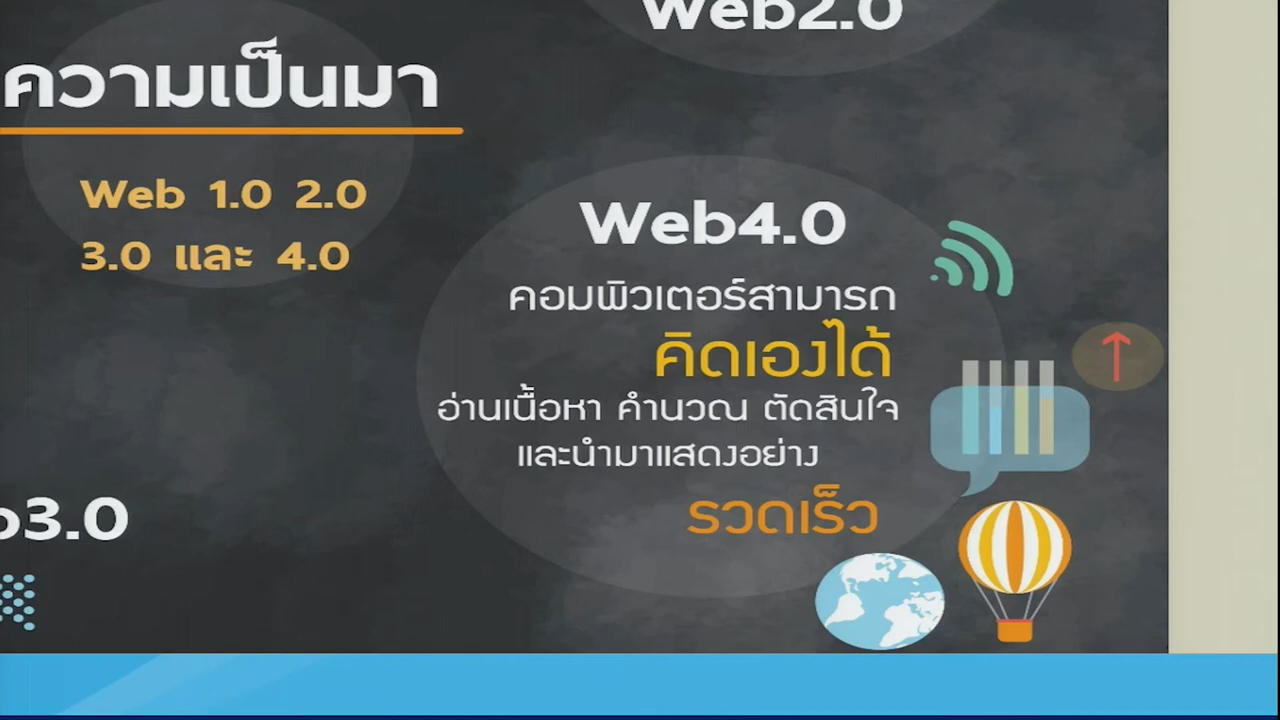 Web2.0
ความเป็นมา
Web 1.0 2.0
3.0 และ 4.0
Web4.0
คอมพิวเตอร์สามารถ
คิดเองได้
อ่านเนื้อหา คำนวณ ตัดสินใจ
และนำมาแสดงอย่าง
รวดเร็ว
3.0